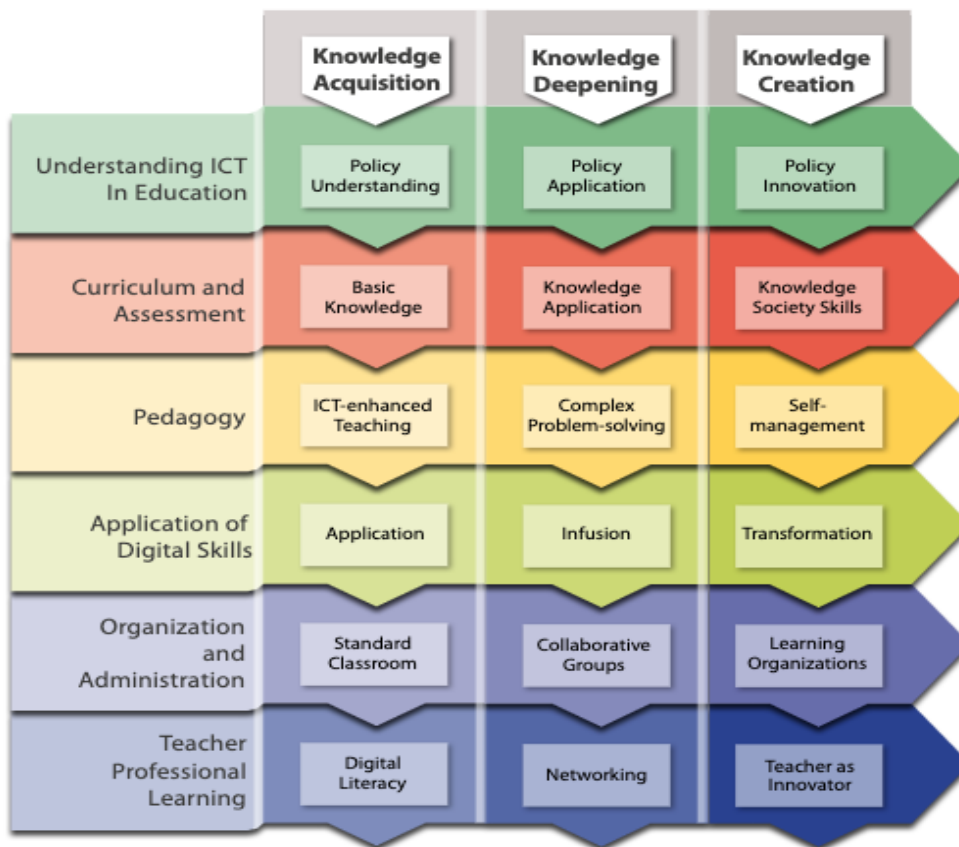 Knowledge
Acquisition
Knowledge
Deepening
Knowledge
Creation
Understanding ICT
In Education
Policy
Understanding
Policy
Application
Policy
Innovation
Curriculum and
Assessment
Basic
Knowledge
Knowledge
Application
Knowledge
Society Skills
Pedagogy
ICT-enhanced
Teaching
Complex
Problem-solving
Self-
management
Application of
Digital Skills
Application
Infusion
Transformation
Organization
and
Administration
Standard
Classroom
Collaborative
Groups
Learning
Organizations
Teacher
Professional
Learning
Digital
Literacy
Networking
Teacher as
Innovator